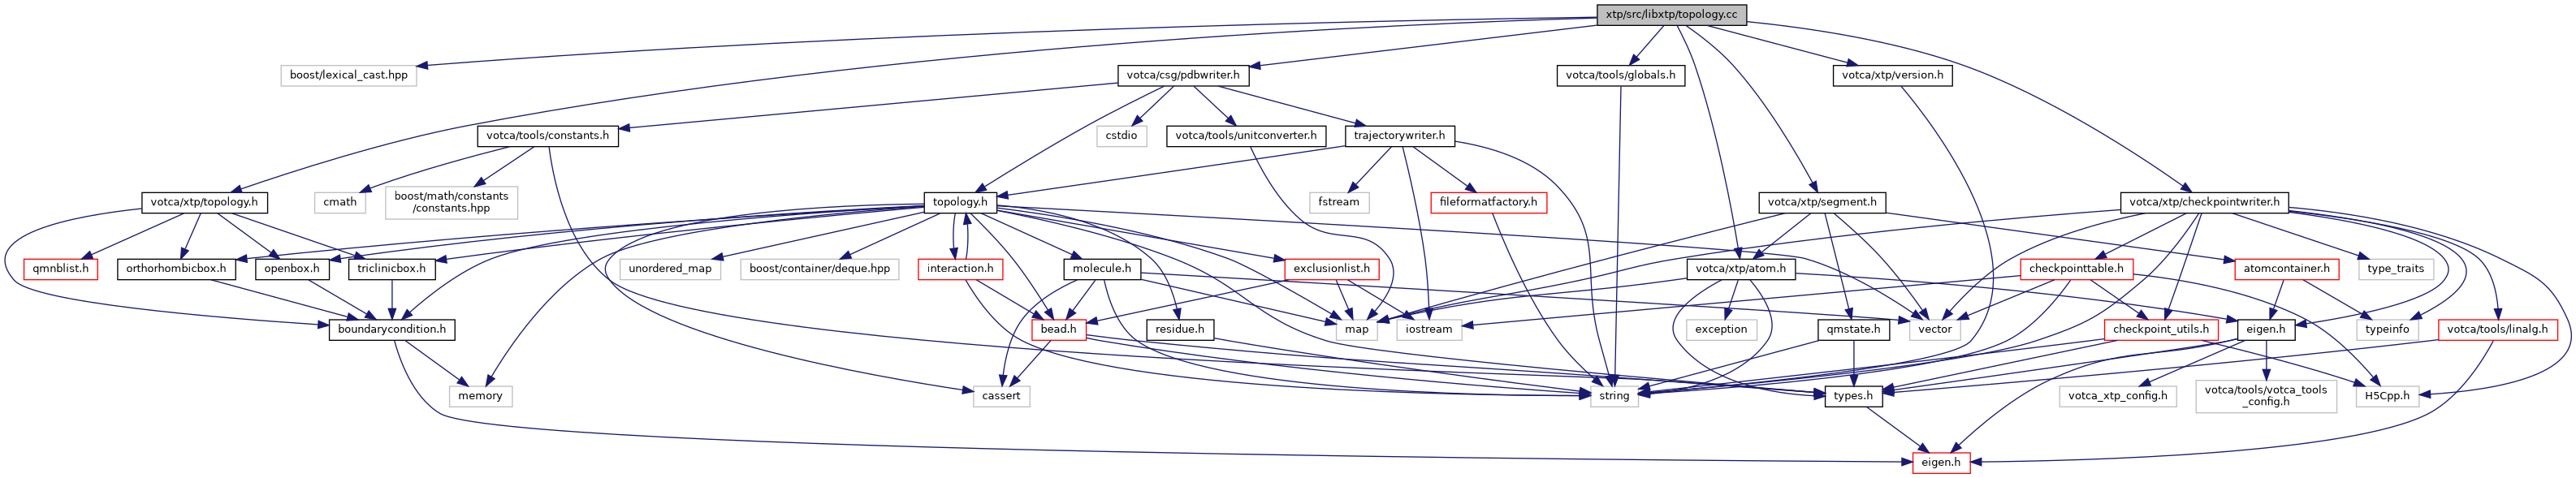 xtp/src/libxtp/topology.cc
boost/lexical_cast.hpp
votca/csg/pdbwriter.h
votca/tools/globals.h
votca/xtp/version.h
votca/tools/constants.h
cstdio
votca/tools/unitconverter.h
trajectorywriter.h
votca/xtp/topology.h
cmath
boost/math/constants
/constants.hpp
topology.h
fstream
fileformatfactory.h
votca/xtp/segment.h
votca/xtp/checkpointwriter.h
qmnblist.h
orthorhombicbox.h
openbox.h
triclinicbox.h
unordered_map
boost/container/deque.hpp
interaction.h
molecule.h
exclusionlist.h
votca/xtp/atom.h
checkpointtable.h
atomcontainer.h
type_traits
boundarycondition.h
bead.h
residue.h
map
iostream
exception
qmstate.h
vector
checkpoint_utils.h
eigen.h
typeinfo
votca/tools/linalg.h
memory
cassert
string
types.h
votca_xtp_config.h
votca/tools/votca_tools
_config.h
H5Cpp.h
eigen.h